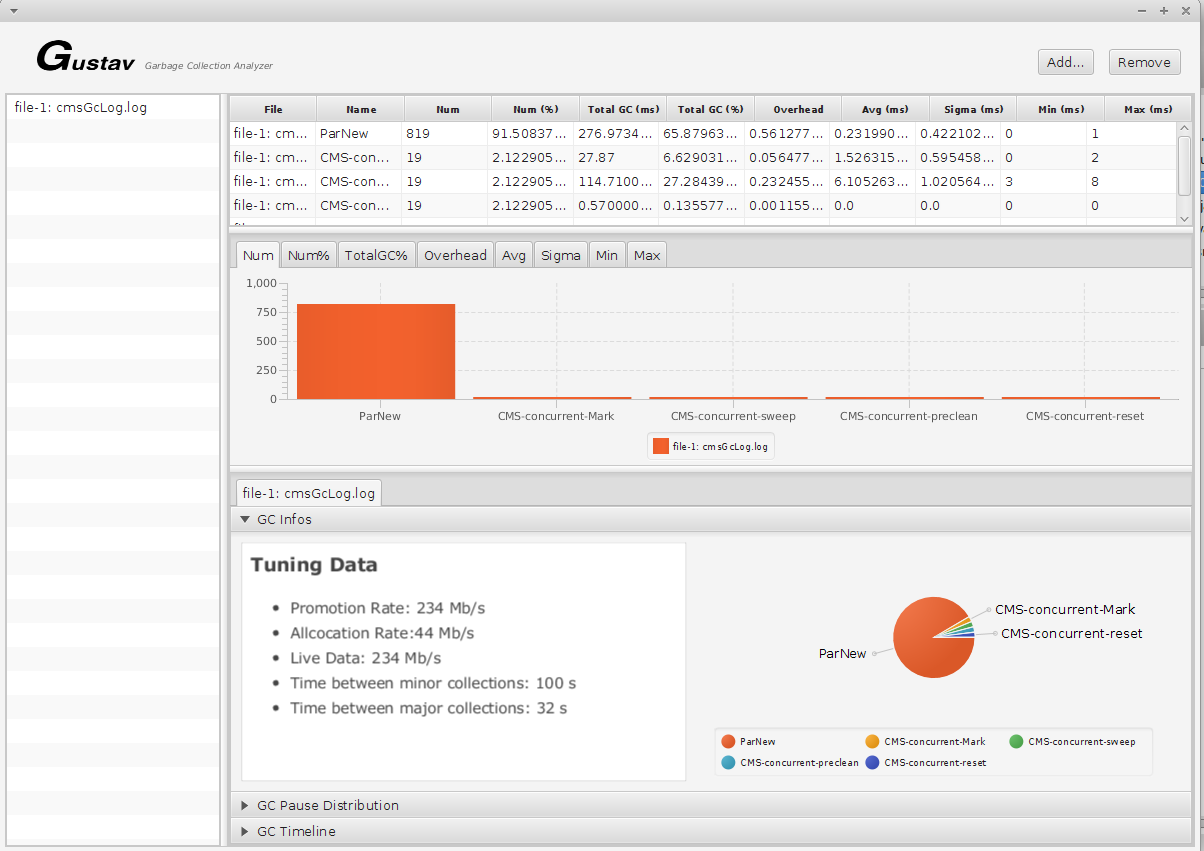 Gustav Garbage Collection Analyzer
Add... Remove
file-1: cmsGcLog.log
File Name Num Num (%) Total GC (ms) Total GC (%) Overhead Avg (ms) Sigma (ms) Min (ms) Max (ms)
file-1: cm... ParNew 819 91.50837... 276.9734... 65.87963... 0.561277... 0.231990... 0.422102... 0 1
file-1: cm... CMS-con... 19 2.122905... 27.87 6.629031... 0.056477... 1.526315... 0.595458... 0 2
file-1: cm... CMS-con... 19 2.122905... 114.7100... 27.28439... 0.232455... 6.105263... 1.020564... 3 8
file-1: cm... CMS-con... 19 2.122905... 0.570000... 0.135577... 0.001155... 0.0 0.0 0 0
Num Num% TotalGC% Overhead Avg Sigma Min Max
1,000
750
500
250
0
ParNew CMS-concurrent-Mark CMS-concurrent-sweep CMS-concurrent-preclean CMS-concurrent-reset
file-1: cmsGcLog.log
file-1: cmsGcLog.log
GC Infos
Tuning Data
• Promotion Rate: 234 Mb/s
• Allcocation Rate:44 Mb/s
• Live Data: 234 Mb/s
• Time between minor collections: 100 s
• Time between major collections: 32 s
CMS-concurrent-Mark
CMS-concurrent-reset
ParNew
ParNew CMS-concurrent-Mark CMS-concurrent-sweep
CMS-concurrent-preclean CMS-concurrent-reset
GC Pause Distribution
GC Timeline